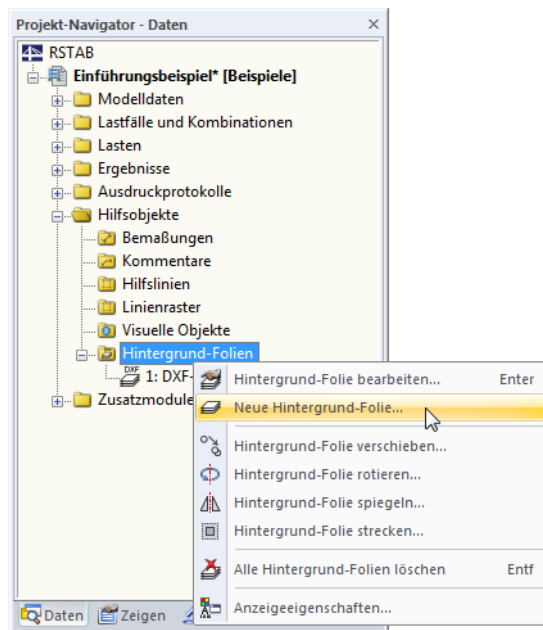 Projekt-Navigator - Daten
RSTAB
Einführungsbeispiel* [Beispiele]
Modelldaten
Lastfälle und Kombinationen
Lasten
Ergebnisse
Ausdruckprotokolle
Hilfsobjekte
Bemaßungen
Kommentare
Hilfslinien
Linienraster
Visuelle Objekte
Hintergrund-Folien
DXF 1: DXF-
Zusatzmodule
Hintergrund-Folie bearbeiten... Enter
Neue Hintergrund-Folie...
Hintergrund-Folie verschieben...
Hintergrund-Folie rotieren...
Hintergrund-Folie spiegeln...
Hintergrund-Folie strecken...
Alle Hintergrund-Folien löschen Entf
Anzeigeeigenschaften...
Daten Zeigen